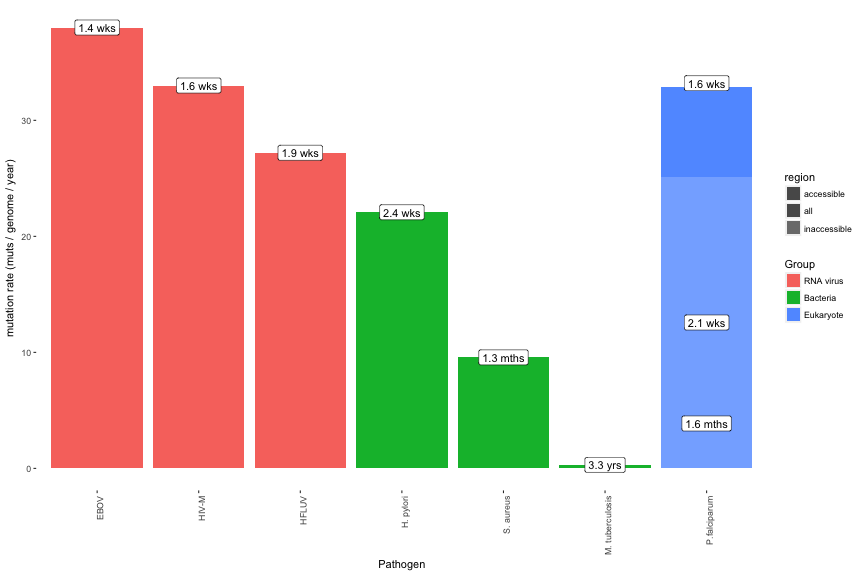 1.4 wks
1.6 wks
1.9 wks
2.4 wks
1.3 mths
3.3 yrs
1.6 wks
2.1 wks
1.6 mths
30
20
10
0
mutation rate (muts / genome / year)
EBOV
HIV-M
HFLUV
H. pylori
S. aureus
M. tuberculosis
P.falciparum
Pathogen
region
accessible
all
inaccessible
Group
RNA virus
Bacteria
Eukaryote